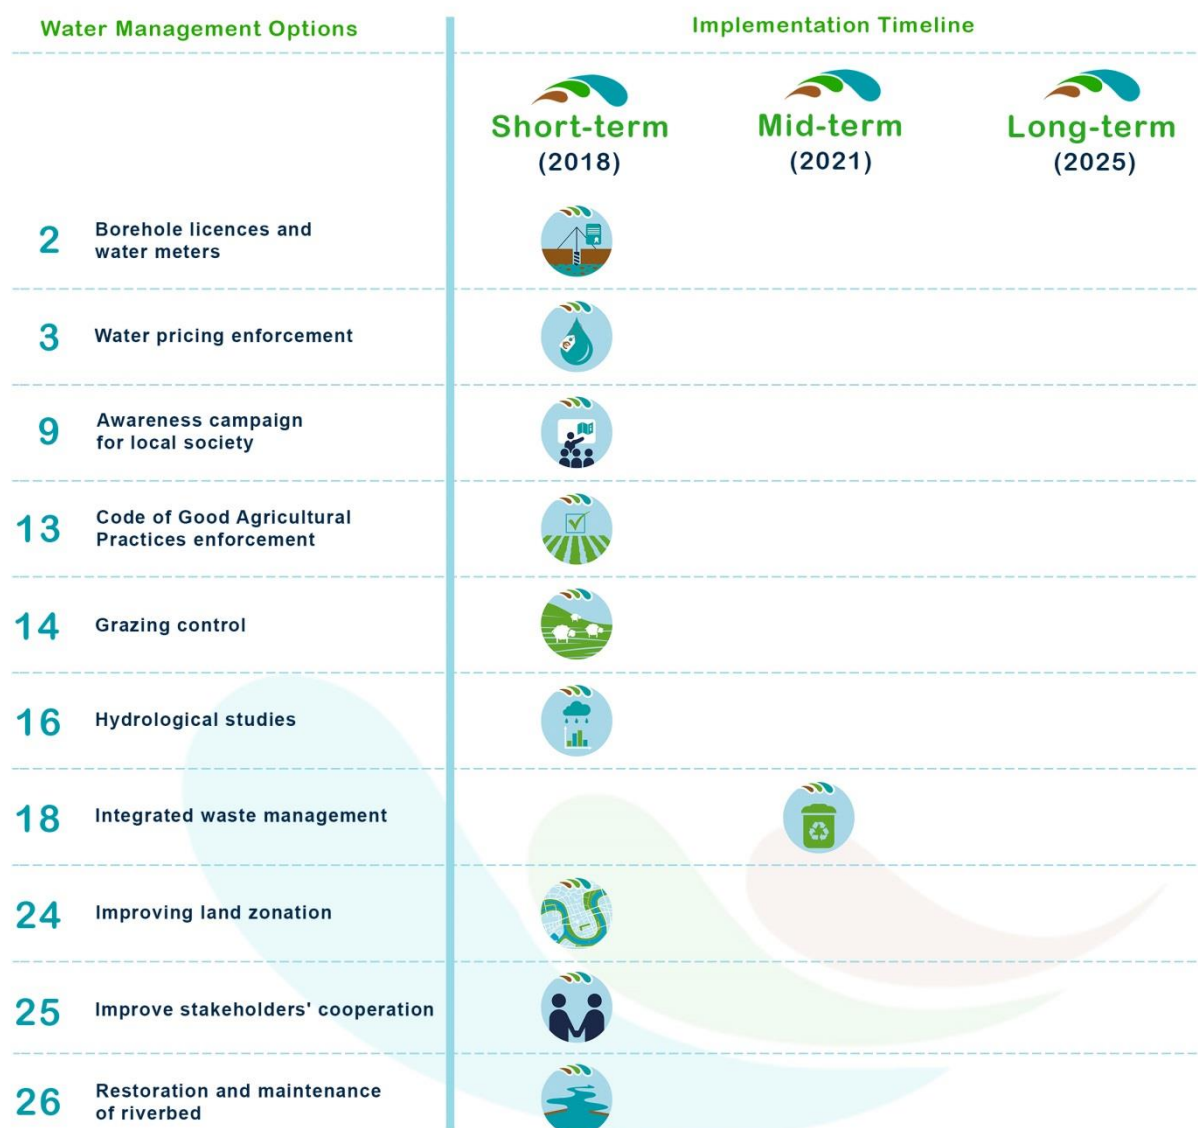 Water Management Options
Implementation Timeline
Short-term
(2018)
Mid-term
(2021)
Long-term
(2025)
2
Borehole licences and
water meters
3
Water pricing enforcement
9
Awareness campaign
for local society
13
Code of Good Agricultural
Practices enforcement
14
Grazing control
16
Hydrological studies
18
Integrated waste management
24
Improving land zonation
25
Improve stakeholders' cooperation
26
Restoration and maintenance
of riverbed